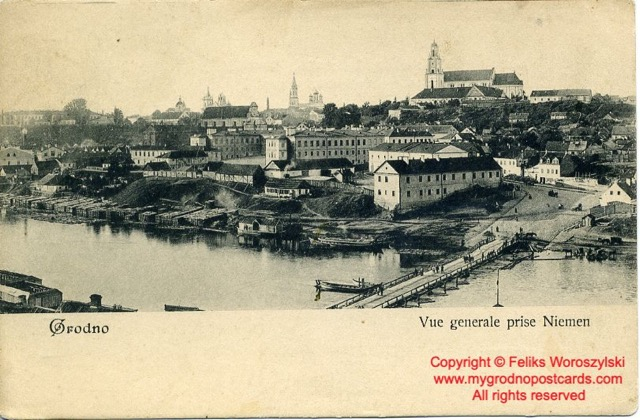 Grodno
Vue generale prise Niemen
Copyright © Feliks Woroszylski
www.mygrodnopostcards.com
All rights reserved